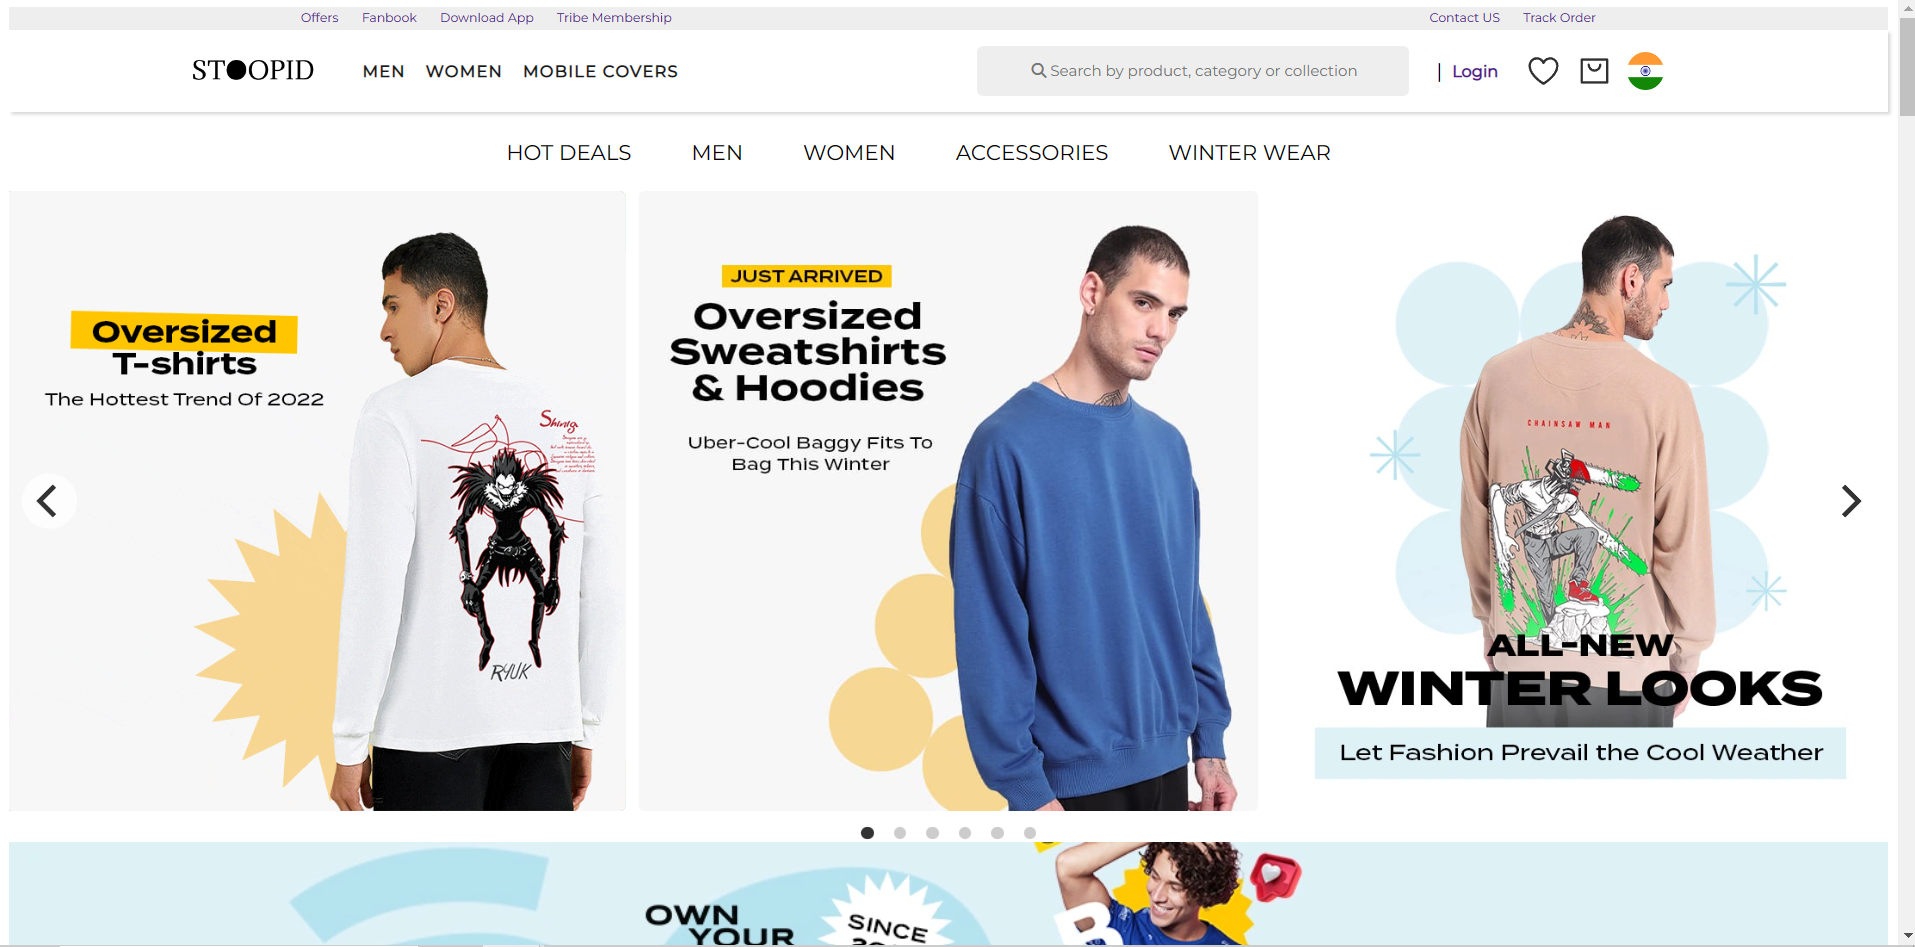 Offers Fanbook Download App Tribe Membership Contact US Track Order
STOOPID MEN WOMEN MOBILE COVERS Search by product, category or collection | Login
HOT DEALS MEN WOMEN ACCESSORIES WINTER WEAR
Oversized
T-shirts
The Hottest Trend Of 2022
RYUK
JUST ARRIVED
Oversized
Sweatshirts
& Hoodies
Uber-Cool Baggy Fits To
Bag This Winter
CHAINSAW MAN
ALL-NEW
WINTER LOOKS
Let Fashion Prevail the Cool Weather
OWN
YOUR
SINCE